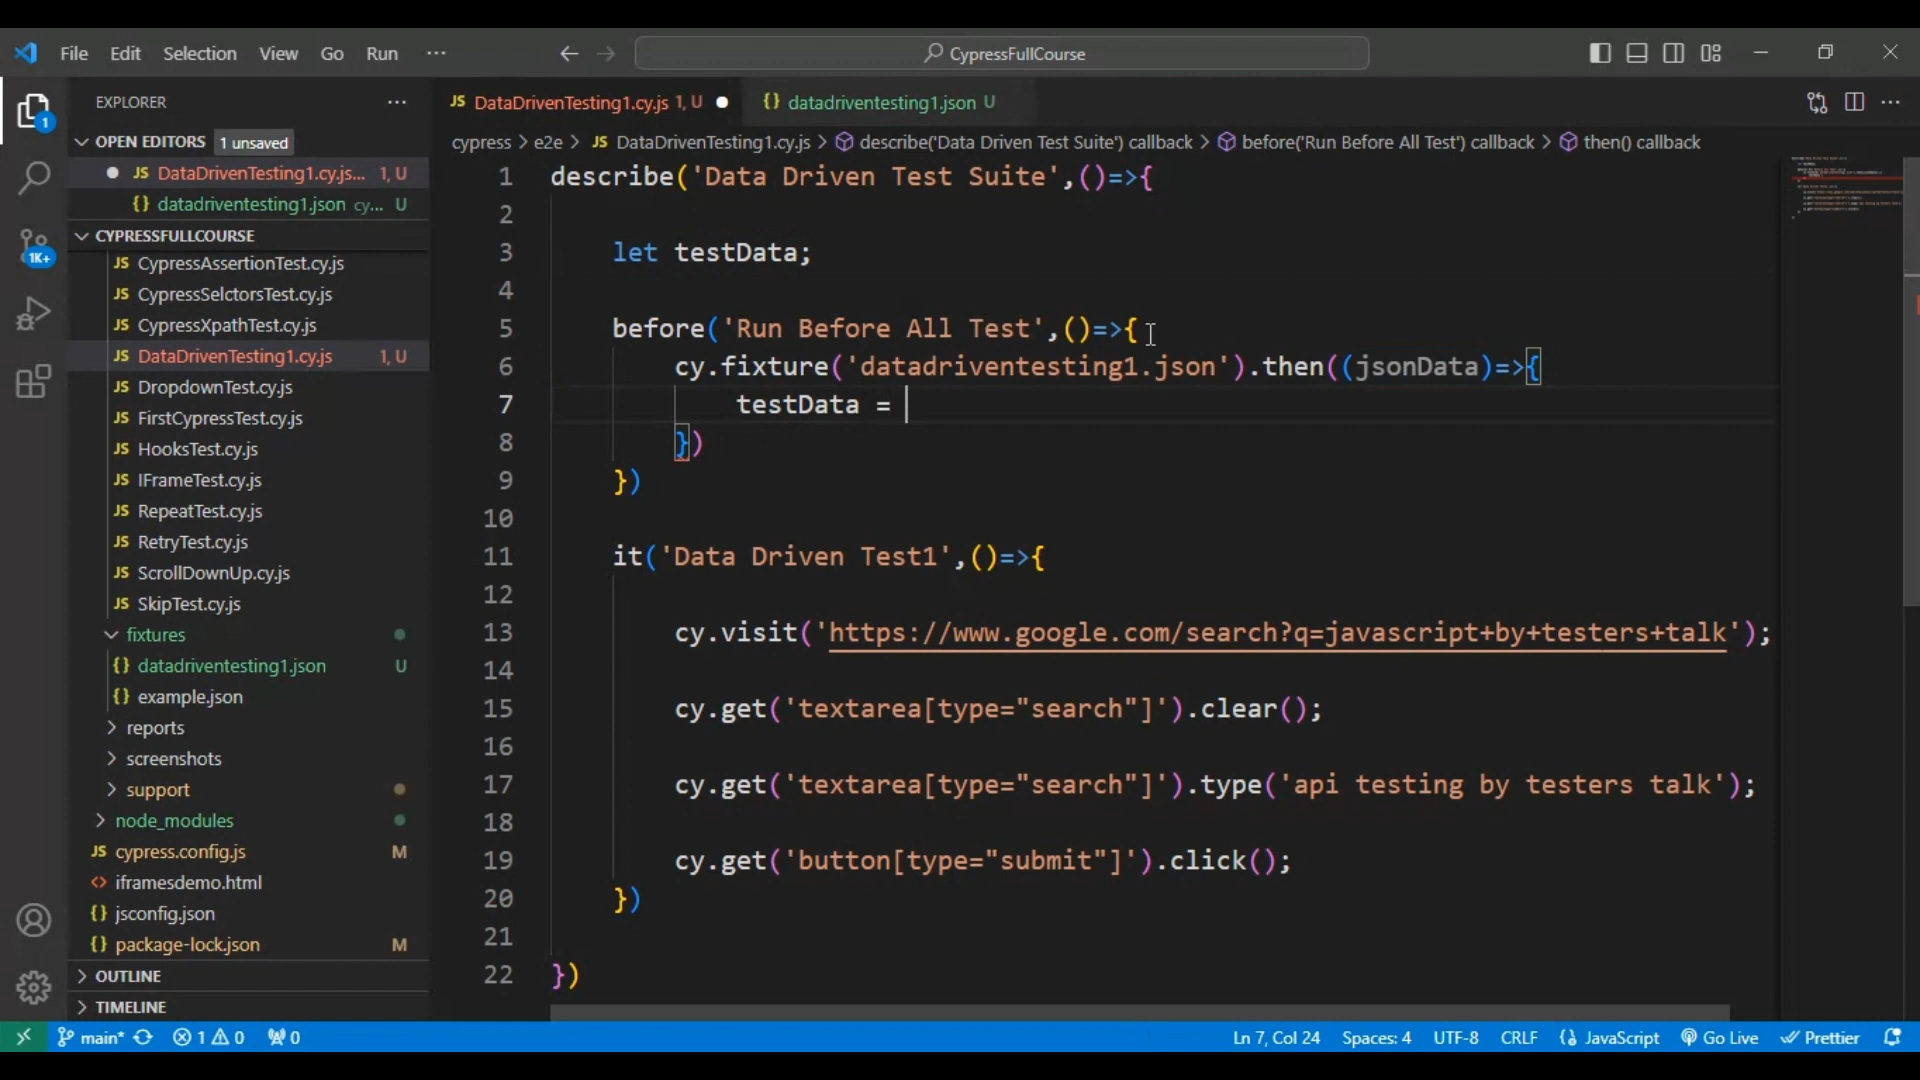 File Edit Selection View Go Run ···
CypressFullCourse
EXPLORER
OPEN EDITORS 1 unsaved
JS DataDrivenTesting1.cy.js... 1, U
{} datadriventesting1.json cy... U
CYPRESSFULLCOURSE
JS CypressAssertionTest.cy.js
JS CypressSelctorsTest.cy.js
JS CypressXpathTest.cy.js
JS DataDrivenTesting1.cy.js 1, U
JS DropdownTest.cy.js
JS FirstCypressTest.cy.js
JS HooksTest.cy.js
JS IFrameTest.cy.js
JS RepeatTest.cy.js
JS RetryTest.cy.js
JS ScrollDownUp.cy.js
JS SkipTest.cy.js
fixtures
{} datadriventesting1.json U
{} example.json
reports
screenshots
support
node_modules
JS cypress.config.js M
<> iframesdemo.html
{} jsconfig.json
{} package-lock.json M
OUTLINE
TIMELINE
1
1K+
JS DataDrivenTesting1.cy.js 1, U
{} datadriventesting1.json U
cypress > e2e > JS DataDrivenTesting1.cy.js > describe('Data Driven Test Suite') callback > before('Run Before All Test') callback > then() callback
1 describe('Data Driven Test Suite',()=>{
2
3 let testData;
4
5 before('Run Before All Test',()=>{
6 cy.fixture('datadriventesting1.json').then((jsonData)=>{
7 testData =
8 })
9 })
10
11 it('Data Driven Test1',()=>{
12
13 cy.visit('https://www.google.com/search?q=javascript+by+testers+talk');
14
15 cy.get('textarea[type="search"]').clear();
16
17 cy.get('textarea[type="search"]').type('api testing by testers talk');
18
19 cy.get('button[type="submit"]').click();
20 })
21
22 })
main* 1 0 0
Ln 7, Col 24 Spaces: 4 UTF-8 CRLF {} JavaScript Go Live Prettier